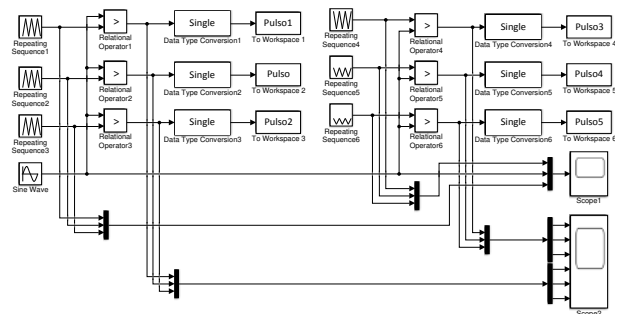 >
Single
Pulso1
Repeating
Sequence1
Relational
Operator1
Data Type Conversion1
To Workspace 1
>
Single
Pulso
Repeating
Sequence2
Relational
Operator2
Data Type Conversion2
To Workspace 2
>
Single
Pulso2
Repeating
Sequence3
Relational
Operator3
Data Type Conversion3
To Workspace 3
Sine Wave
>
Single
Pulso3
Repeating
Sequence4
Relational
Operator4
Data Type Conversion4
To Workspace 4
>
Single
Pulso4
Repeating
Sequence5
Relational
Operator5
Data Type Conversion5
To Workspace 5
>
Single
Pulso5
Repeating
Sequence6
Relational
Operator6
Data Type Conversion6
To Workspace 6
Scope1
Scope2